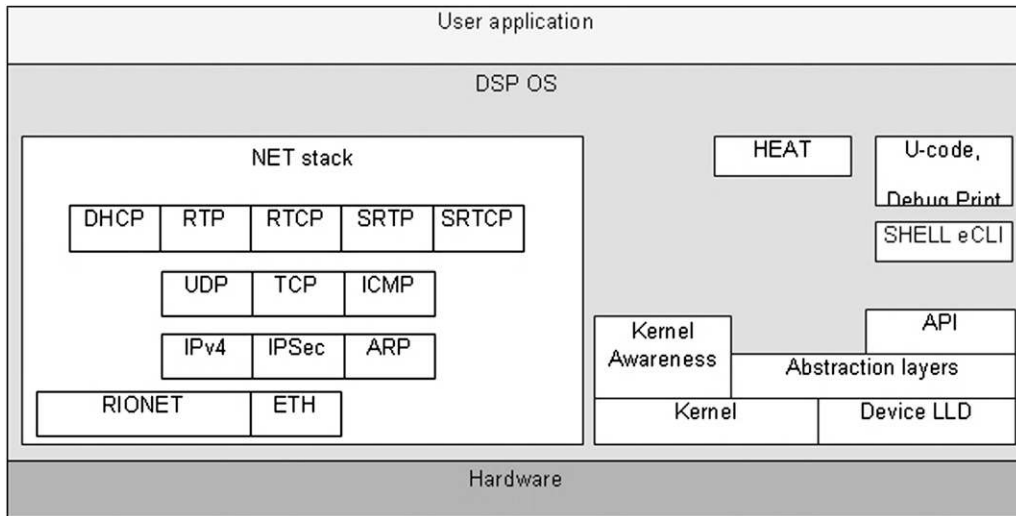 User application
DSP OS
NET stack
HEAT
U-code,
Debug Print
DHCP RTP RTCP SRTP SRTCP
SHELL eCLI
UDP TCP ICMP
API
Kernel
Awareness
IPv4 IPSec ARP
Abstraction layers
RIONET ETH
Kernel Device LLD
Hardware